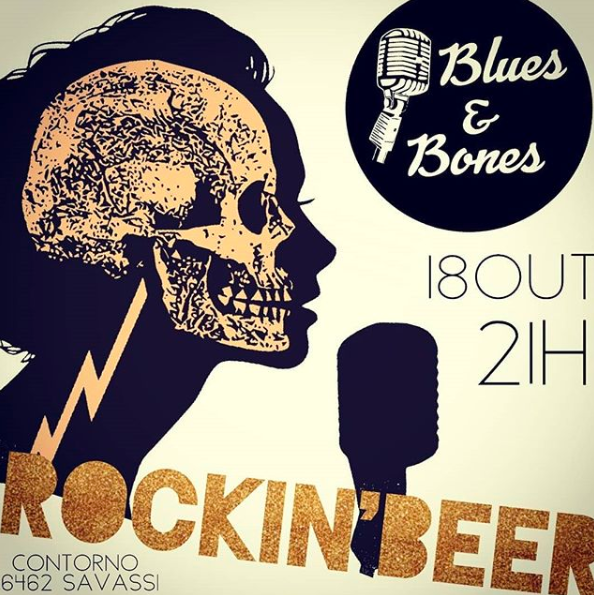 Blues
&
Bones
18OUT
21H
ROCKIN'BEER
CONTORNO
6462 SAVASSI